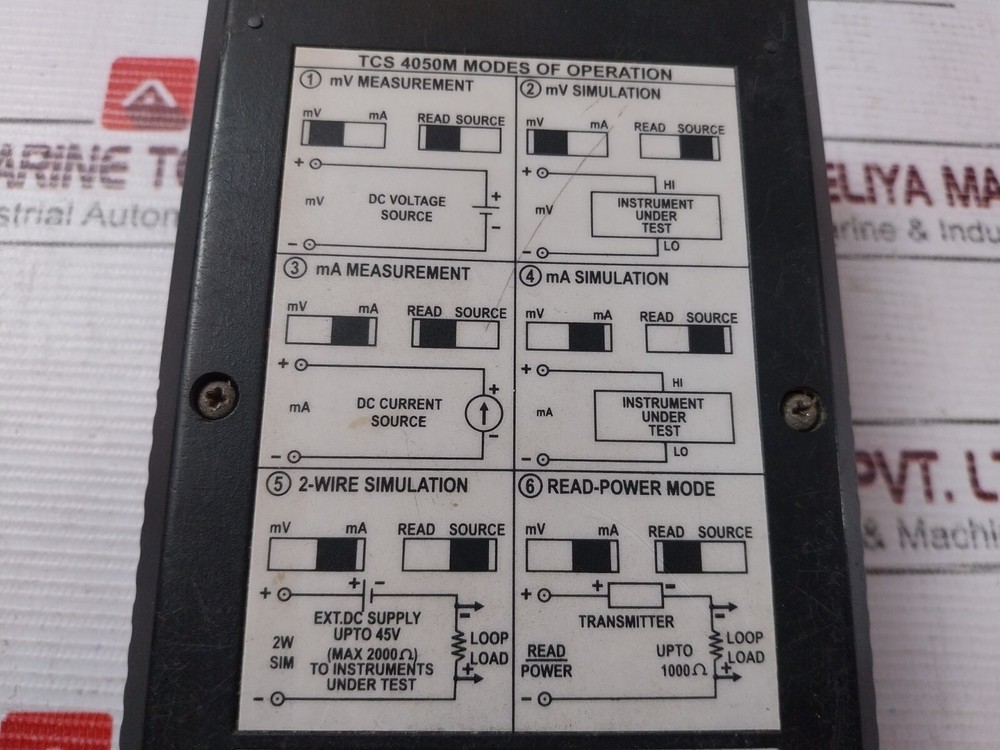 TCS 4050M MODES OF OPERATION
① mV MEASUREMENT
mV mA READ SOURCE
+
mV
DC VOLTAGE
SOURCE
+
−
−
② mV SIMULATION
mV mA READ SOURCE
+
HI
mV
INSTRUMENT
UNDER
TEST
LO
−
③ mA MEASUREMENT
mV mA READ SOURCE
+
mA
DC CURRENT
SOURCE
+
−
−
④ mA SIMULATION
mV mA READ SOURCE
+
HI
mA
INSTRUMENT
UNDER
TEST
LO
−
⑤ 2-WIRE SIMULATION
mV mA READ SOURCE
+
+ −
EXT.DC SUPPLY
UPTO 45V
(MAX 2000Ω)
TO INSTRUMENTS
UNDER TEST
2W
SIM
−
LOOP
LOAD
+
−
⑥ READ-POWER MODE
mV mA READ SOURCE
+
+ −
TRANSMITTER
READ
POWER
UPTO
1000Ω
−
LOOP
LOAD
+
−
ARINE T
strial Autom
ELIYA MA
rine & Indu
PVT. LT
& Machin